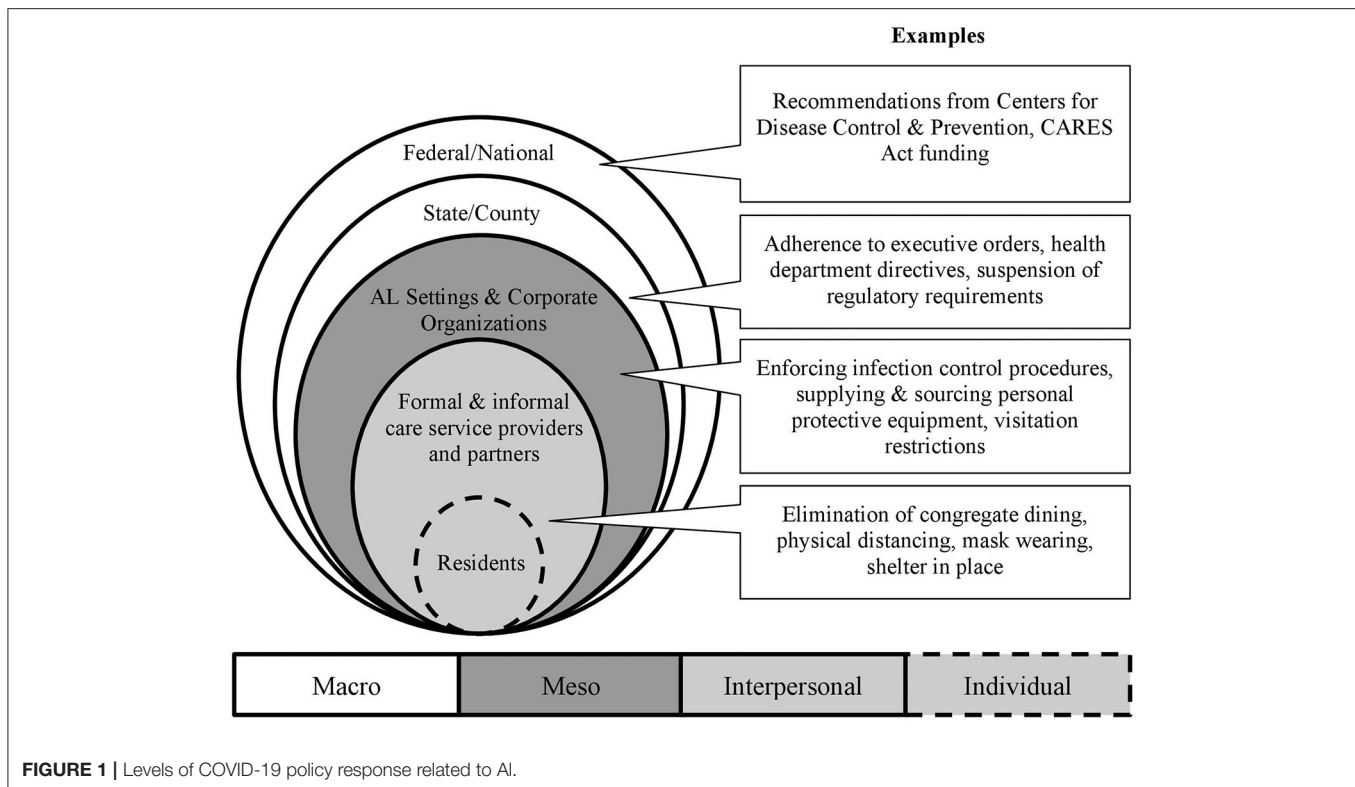 Examples
Recommendations from Centers for
Disease Control & Prevention, CARES
Act funding
Federal/National
State/County
Adherence to executive orders, health
department directives, suspension of
regulatory requirements
AL Settings & Corporate
Organizations
Enforcing infection control procedures,
supplying & sourcing personal
protective equipment, visitation
restrictions
Formal & informal
care service providers
and partners
Elimination of congregate dining,
physical distancing, mask wearing,
shelter in place
Residents
Macro
Meso
Interpersonal
Individual
FIGURE 1 | Levels of COVID-19 policy response related to Al.